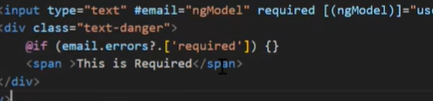 <input type="text" #email="ngModel" required [(ngModel)]="use
<div class="text-danger">
@if (email.errors?.['required']) {}
<span >This is Required</span>
</div>